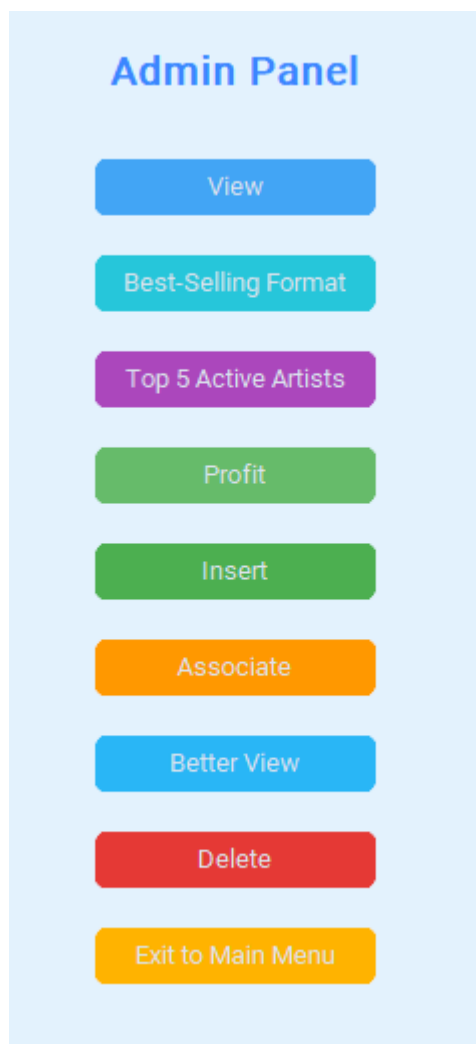 Admin Panel
View
Best-Selling Format
Top 5 Active Artists
Profit
Insert
Associate
Better View
Delete
Exit to Main Menu